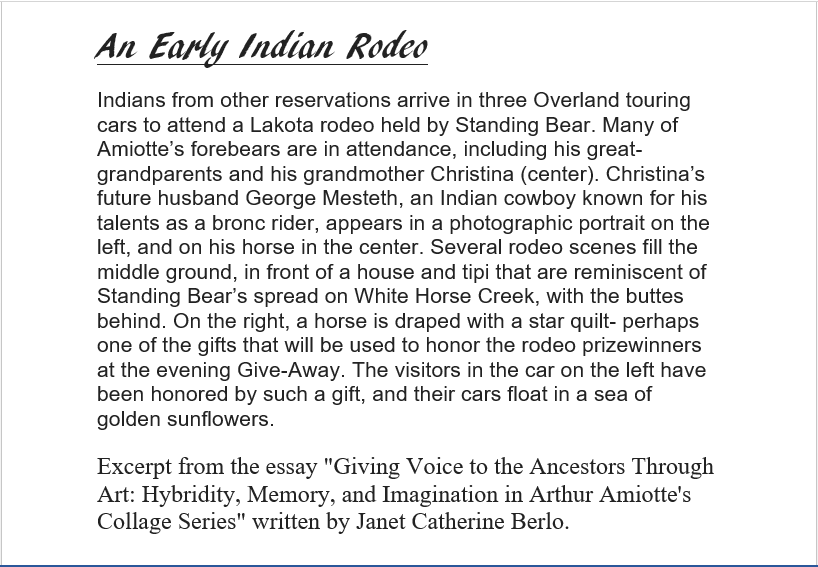 An Early Indian Rodeo
Indians from other reservations arrive in three Overland touring
cars to attend a Lakota rodeo held by Standing Bear. Many of
Amiotte’s forebears are in attendance, including his great-
grandparents and his grandmother Christina (center). Christina’s
future husband George Mesteth, an Indian cowboy known for his
talents as a bronc rider, appears in a photographic portrait on the
left, and on his horse in the center. Several rodeo scenes fill the
middle ground, in front of a house and tipi that are reminiscent of
Standing Bear’s spread on White Horse Creek, with the buttes
behind. On the right, a horse is draped with a star quilt- perhaps
one of the gifts that will be used to honor the rodeo prizewinners
at the evening Give-Away. The visitors in the car on the left have
been honored by such a gift, and their cars float in a sea of
golden sunflowers.
Excerpt from the essay "Giving Voice to the Ancestors Through
Art: Hybridity, Memory, and Imagination in Arthur Amiotte's
Collage Series" written by Janet Catherine Berlo.